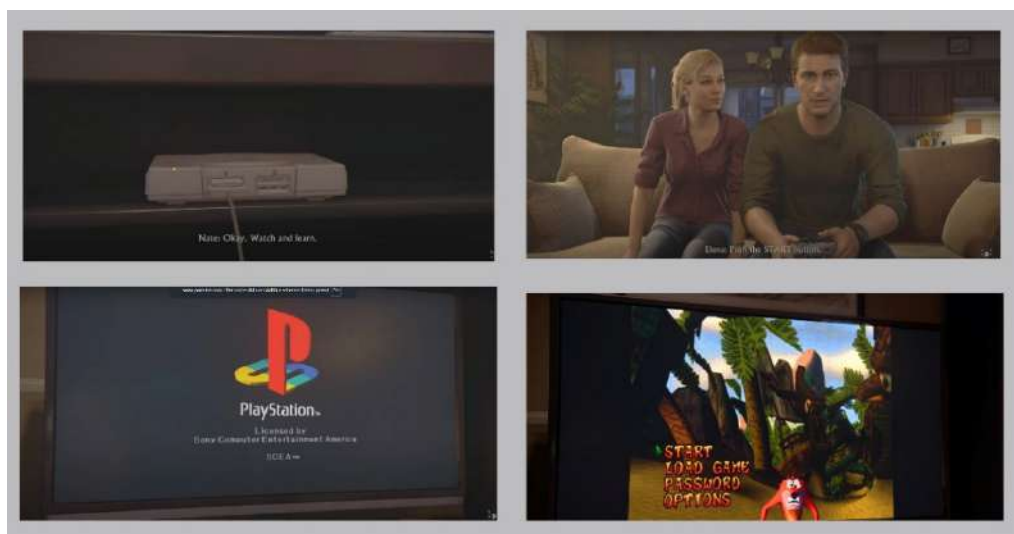 Nate: Okay. Watch and learn.
Elena: Push the START button.
PlayStation
Licensed by
Sony Computer Entertainment America
SCEA™
START
LOAD GAME
PASSWORD
OPTIONS